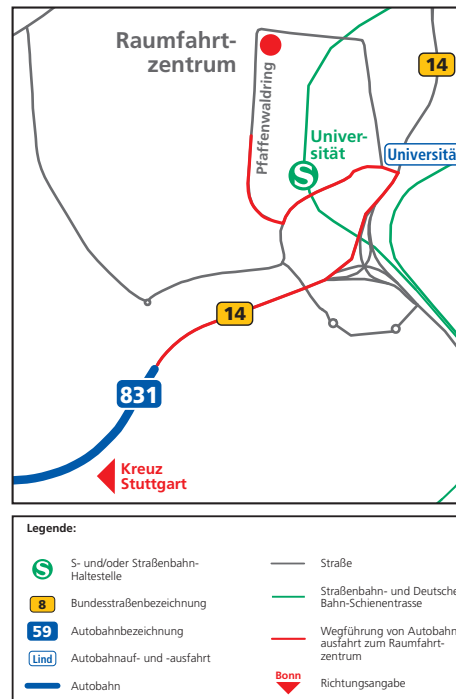 Raumfahrt-
zentrum
14
Pfaffenwaldring
Univer-
sität
S
Universitä
14
831
Kreuz
Stuttgart
Legende:
S S- und/oder Straßenbahn-
Haltestelle
8 Bundesstraßenbezeichnung
59 Autobahnbezeichnung
Lind Autobahnauf- und -ausfahrt
Autobahn
Straße
Straßenbahn- und Deutsche
Bahn-Schienentrasse
Wegführung von Autobahn
ausfahrt zum Raumfahrt-
zentrum
Bonn Richtungsangabe